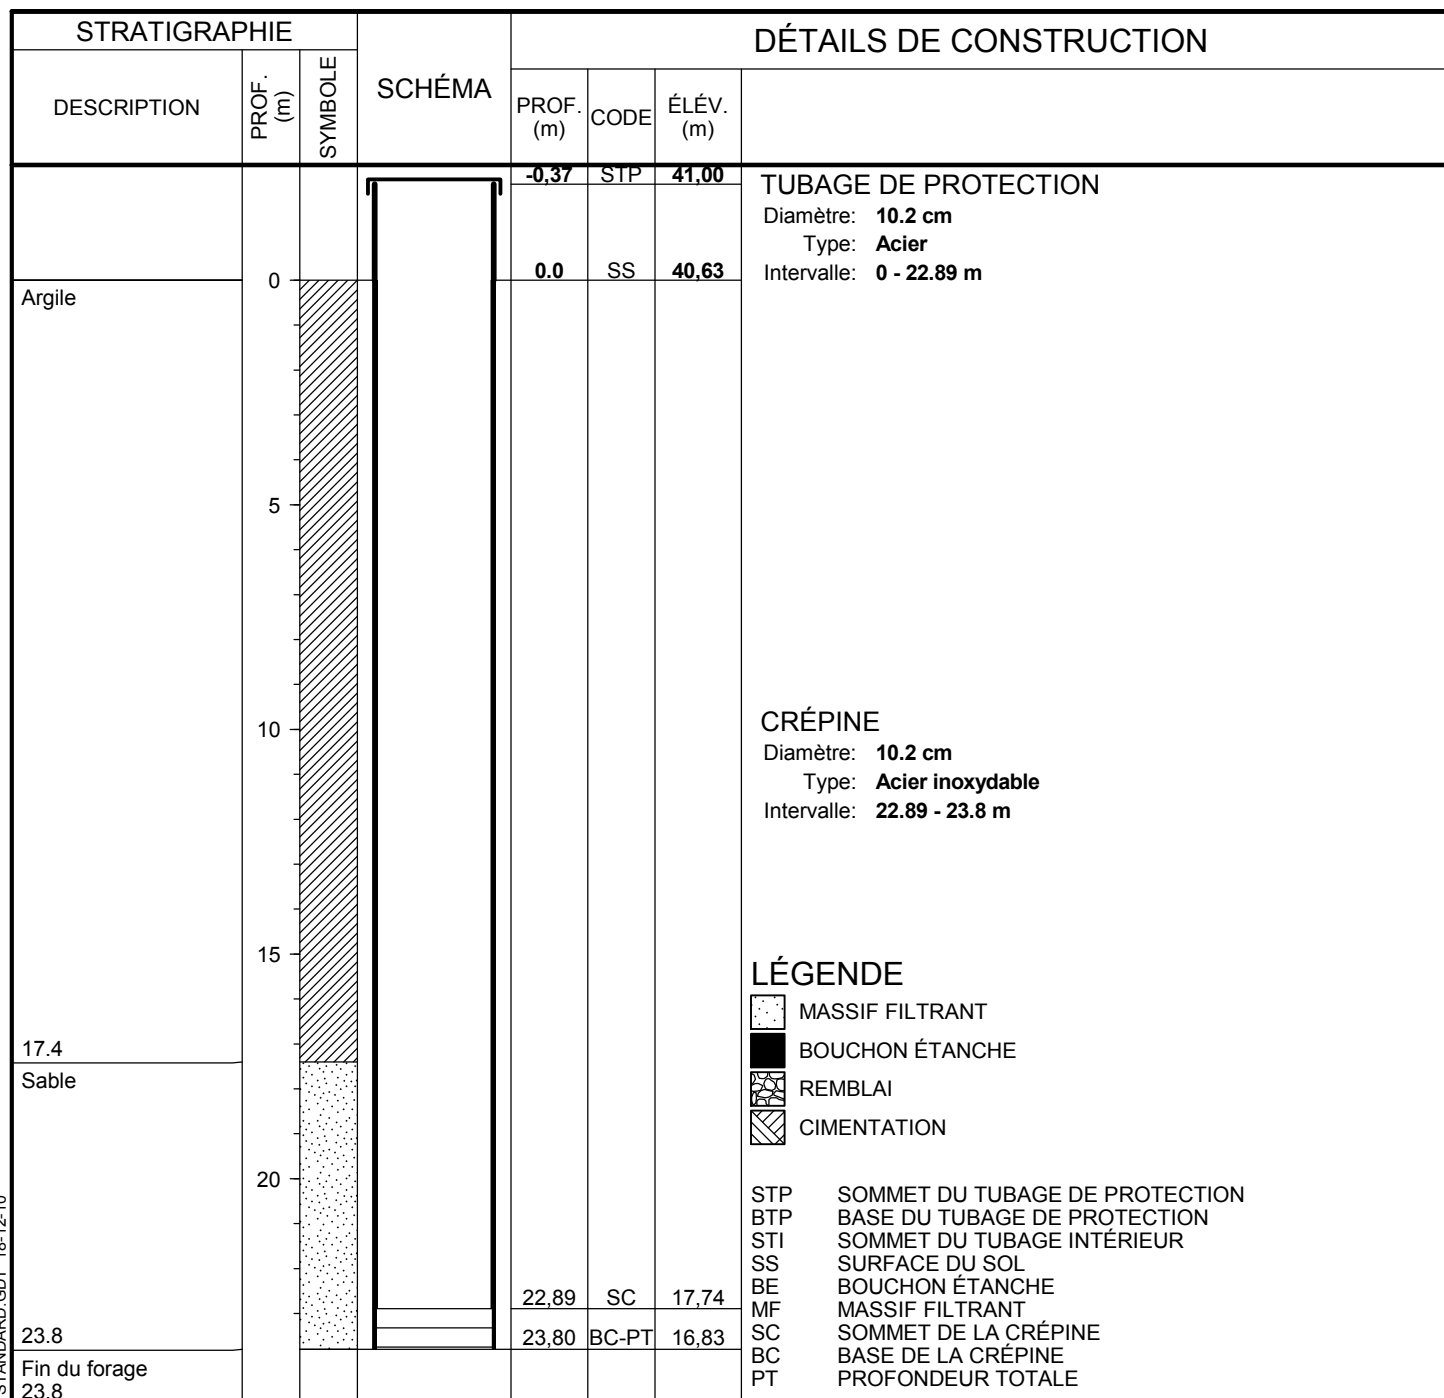 STRATIGRAPHIE
SCHÉMA
DÉTAILS DE CONSTRUCTION
DESCRIPTION
PROF. (m)
SYMBOLE
PROF. (m)
CODE
ÉLÉV. (m)
-0,37 STP 41,00
TUBAGE DE PROTECTION
Diamètre: 10.2 cm
Type: Acier
Intervalle: 0 - 22.89 m
0.0 SS 40,63
0
Argile
5
10
CRÉPINE
Diamètre: 10.2 cm
Type: Acier inoxydable
Intervalle: 22.89 - 23.8 m
15
LÉGENDE
MASSIF FILTRANT
BOUCHON ÉTANCHE
REMBLAI
CIMENTATION
17.4
Sable
20
STP SOMMET DU TUBAGE DE PROTECTION
BTP BASE DU TUBAGE DE PROTECTION
STI SOMMET DU TUBAGE INTÉRIEUR
SS SURFACE DU SOL
BE BOUCHON ÉTANCHE
MF MASSIF FILTRANT
SC SOMMET DE LA CRÉPINE
BC BASE DE LA CRÉPINE
PT PROFONDEUR TOTALE
22,89 SC 17,74
23.8
23,80 BC-PT 16,83
Fin du forage
23.8
STANDARD.GDT 18-12-10